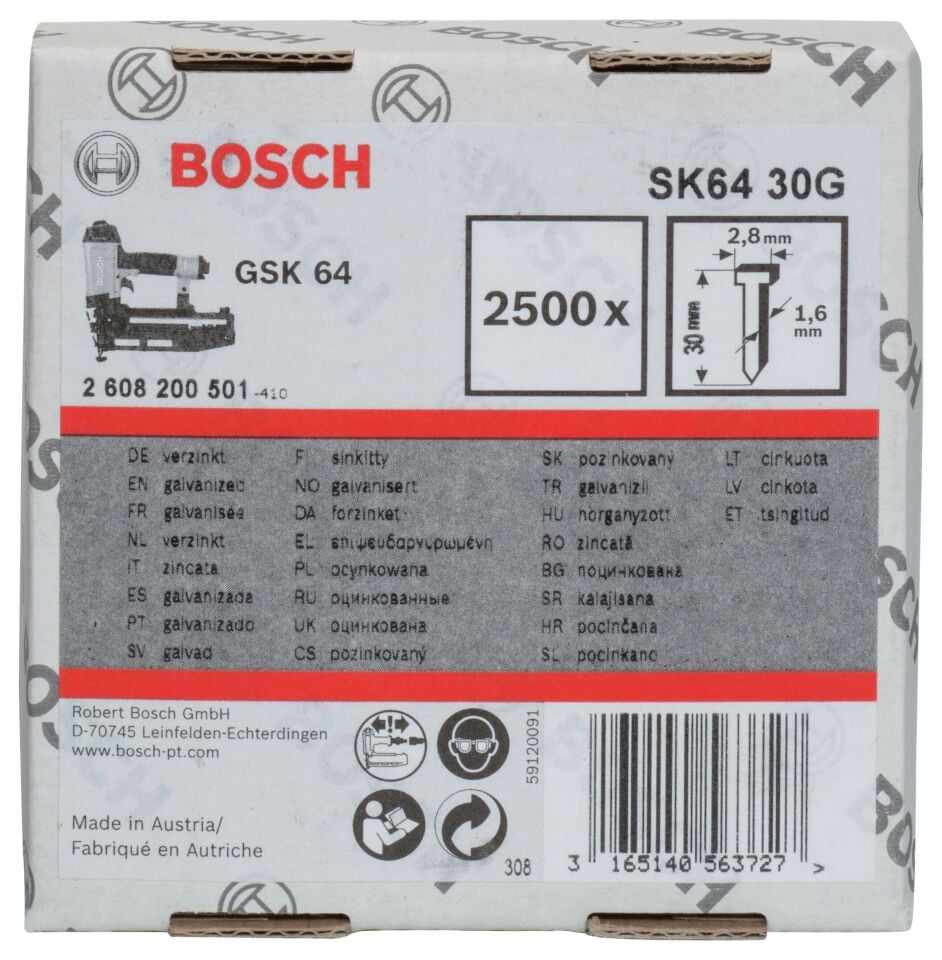 BOSCH
SK64 30G
GSK 64
2500 x
2,8 mm
30 mm
1,6 mm
2 608 200 501 -410
DE verzinkt
EN galvanized
FR galvanisée
NL verzinkt
IT zincata
ES galvanizada
PT galvanizado
SV galvad
F sinkitty
NO galvanisert
DA forzinket
EL επιψευδαργυρωμένη
PL ocynkowana
RU оцинкованные
UK оцинкована
CS pozinkovaný
SK pozinkovaný
TR galvanizli
HU horganyzott
RO zincată
BG поцинкована
SR kalajisana
HR pocinčana
SL pocinkano
LT cinkuota
LV cinkota
ET .tsingitud
Robert Bosch GmbH
D-70745 Leinfelden-Echterdingen
www.bosch-pt.com
Made in Austria/
Fabriqué en Autriche
59120091
308
3 165140 563727 >